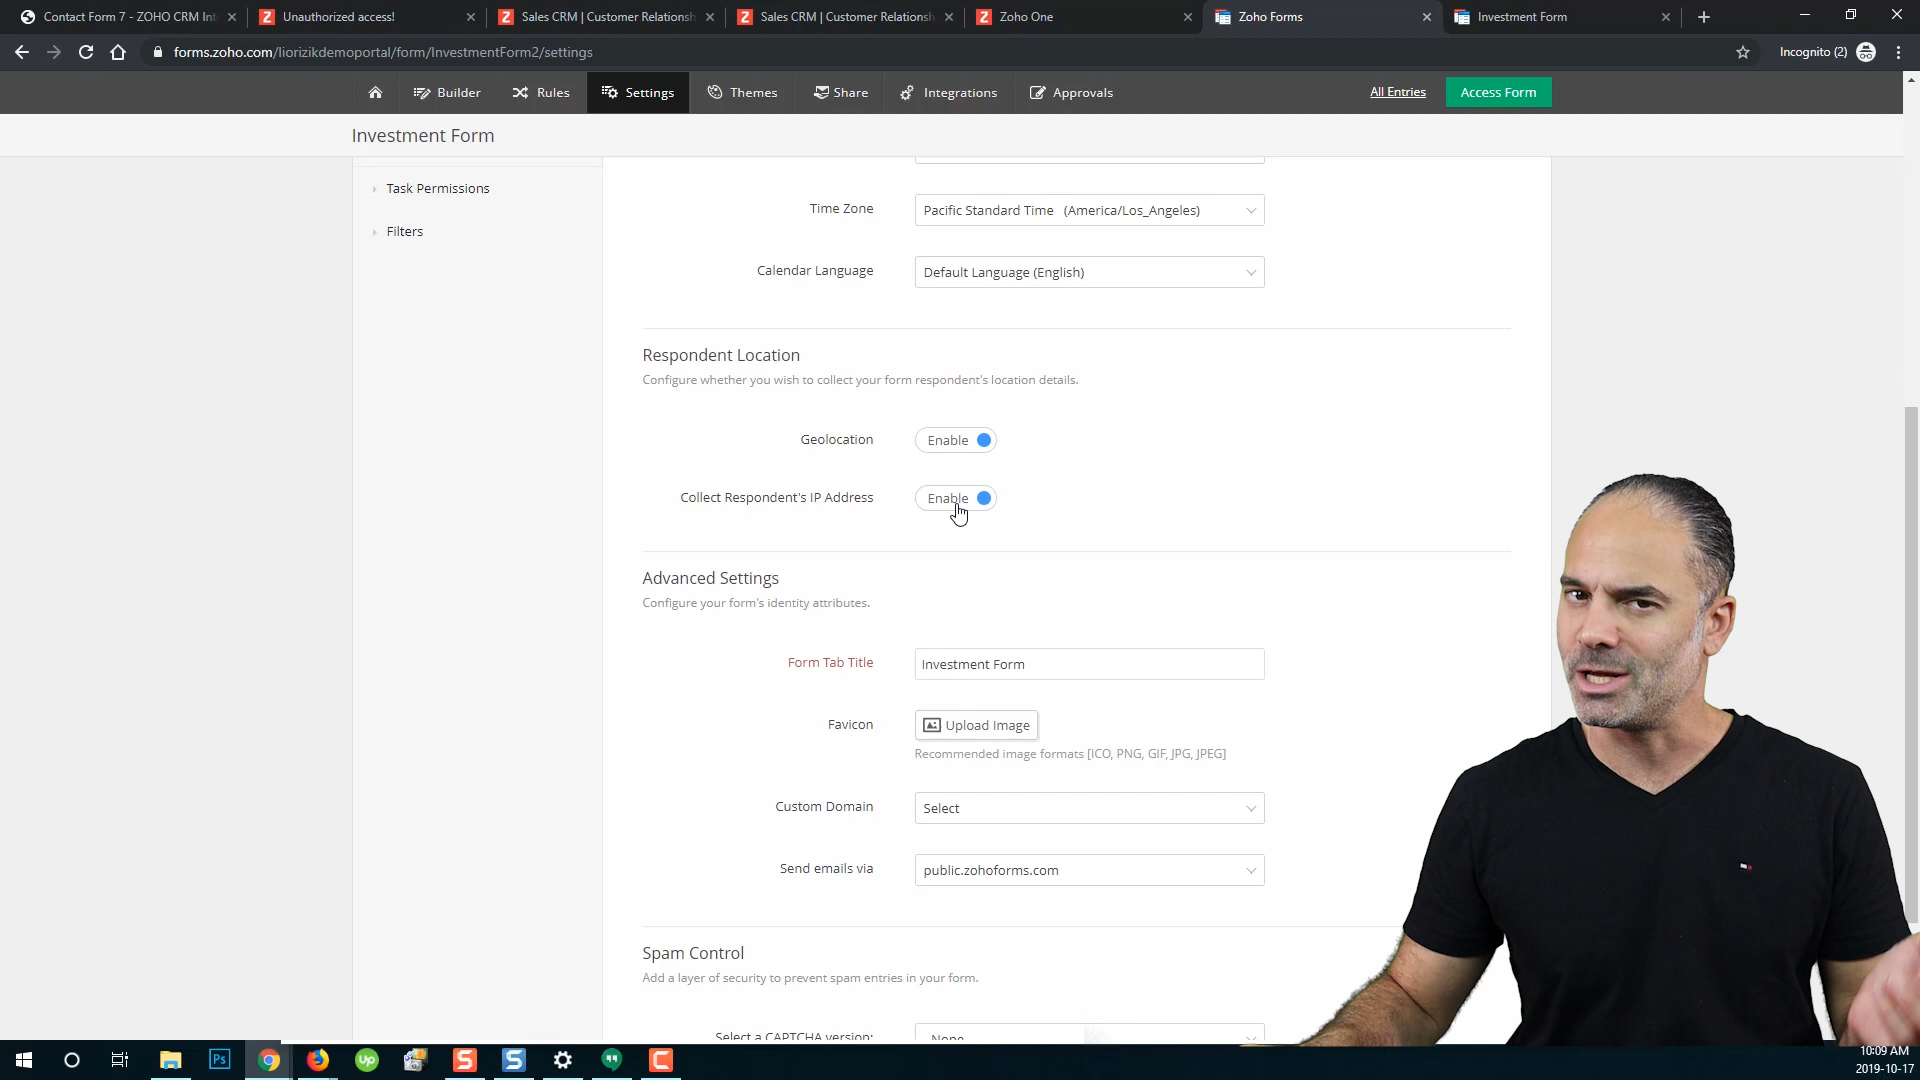 Contact Form 7 - ZOHO CRM Int
Unauthorized access!
Sales CRM | Customer Relationsh
Sales CRM | Customer Relationsh
Zoho One
Zoho Forms
Investment Form
forms.zoho.com/liorizikdemoportal/form/InvestmentForm2/settings
Incognito (2)
Builder
Rules
Settings
Themes
Share
Integrations
Approvals
All Entries
Access Form
Investment Form
Task Permissions
Filters
Time Zone
Pacific Standard Time (America/Los_Angeles)
Calendar Language
Default Language (English)
Respondent Location
Configure whether you wish to collect your form respondent's location details.
Geolocation
Enable
Collect Respondent's IP Address
Enable
Advanced Settings
Configure your form's identity attributes.
Form Tab Title
Investment Form
Favicon
Upload Image
Recommended image formats [ICO, PNG, GIF, JPG, JPEG]
Custom Domain
Select
Send emails via
public.zohoforms.com
Spam Control
Add a layer of security to prevent spam entries in your form.
Select a CAPTCHA version:
None
Ps
up
S
S
C
10:09 AM
2019-10-17